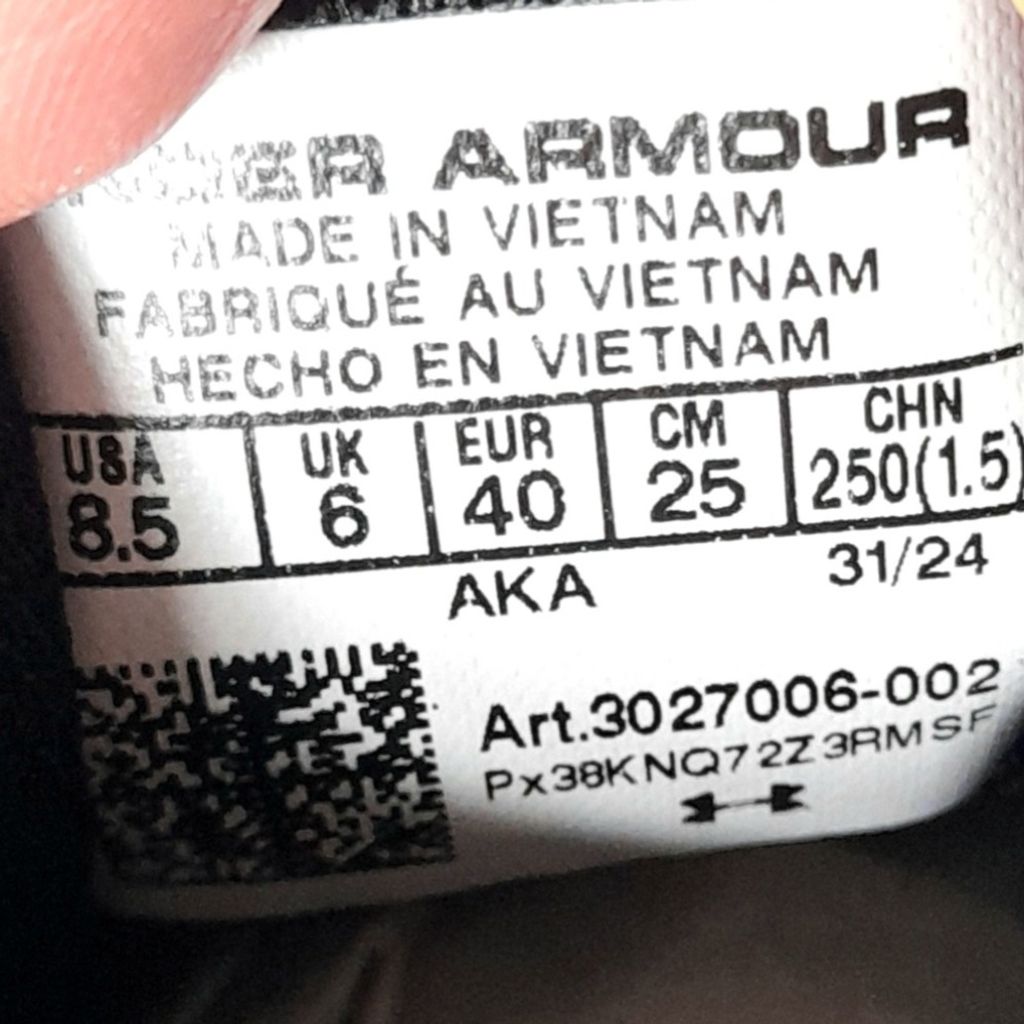 UNDER ARMOUR
MADE IN VIETNAM
FABRIQUÉ AU VIETNAM
HECHO EN VIETNAM
USA UK EUR CM CHN
8.5 6 40 25 250(1.5)
AKA 31/24
Art.3027006-002
Px38KNQ72Z3RMSF